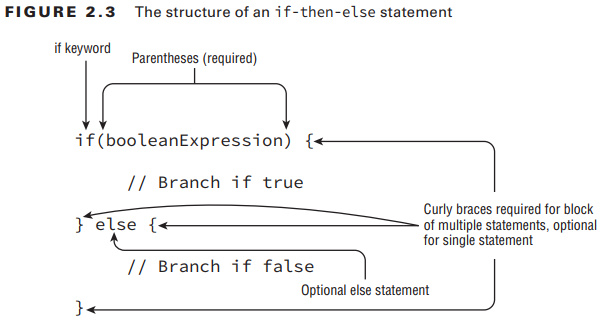 FIGURE 2.3 The structure of an if-then-else statement
if keyword
Parentheses (required)
if(booleanExpression) {
// Branch if true
} else {
Curly braces required for block
of multiple statements, optional
for single statement
// Branch if false
Optional else statement
}